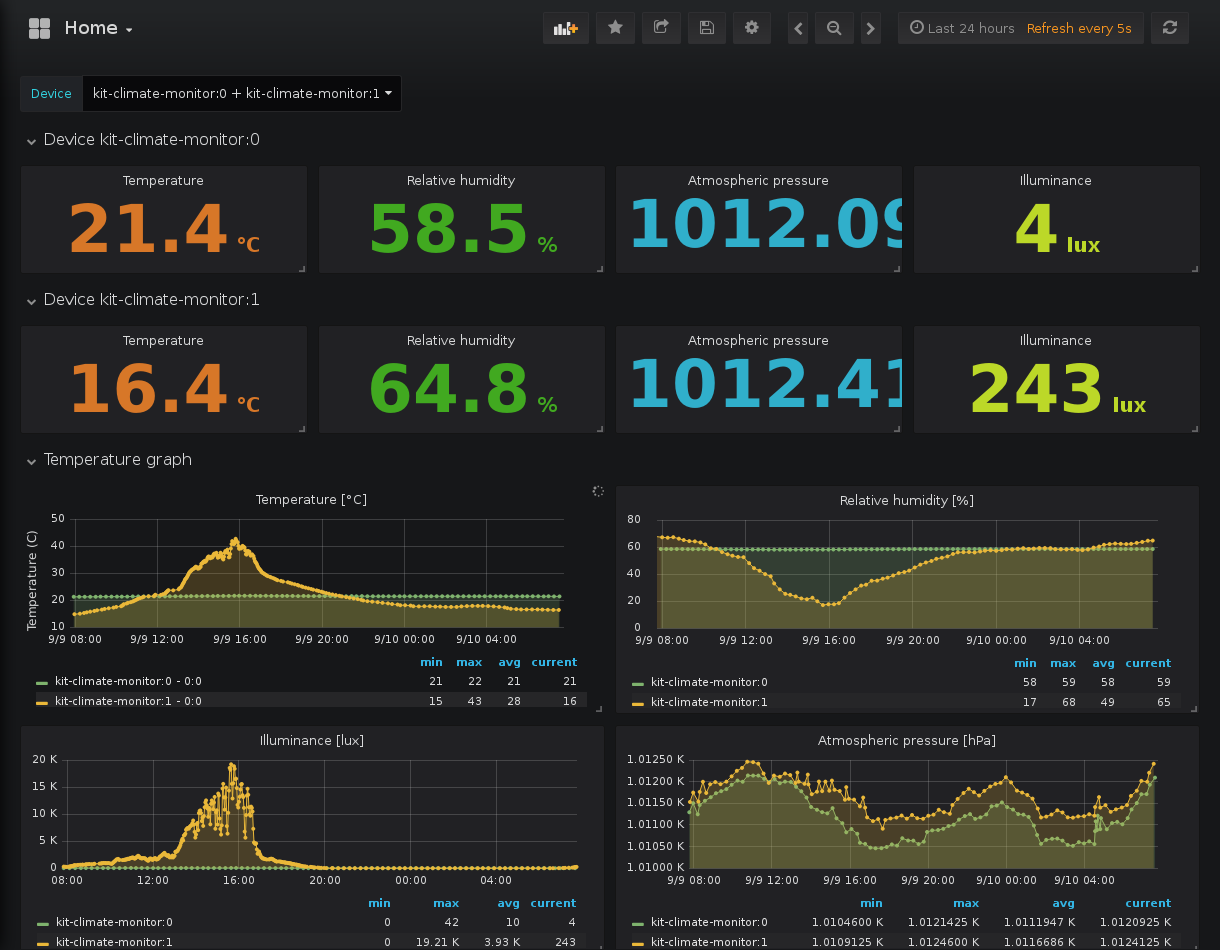 Home
Last 24 hours Refresh every 5s
Device kit-climate-monitor:0 + kit-climate-monitor:1
Device kit-climate-monitor:0
Temperature Relative humidity Atmospheric pressure Illuminance
21.4 °C 58.5 % 1012.09 4 lux
Device kit-climate-monitor:1
Temperature Relative humidity Atmospheric pressure Illuminance
16.4 °C 64.8 % 1012.41 243 lux
Temperature graph
Temperature [°C]
Temperature (C)
50
40
30
20
10
9/9 08:00 9/9 12:00 9/9 16:00 9/9 20:00 9/10 00:00 9/10 04:00
min max avg current
kit-climate-monitor:0 - 0:0 21 22 21 21
kit-climate-monitor:1 - 0:0 15 43 28 16
Relative humidity [%]
80
60
40
20
0
9/9 08:00 9/9 12:00 9/9 16:00 9/9 20:00 9/10 00:00 9/10 04:00
min max avg current
kit-climate-monitor:0 58 59 58 59
kit-climate-monitor:1 17 68 49 65
Illuminance [lux]
20 K
15 K
10 K
5 K
0
08:00 12:00 16:00 20:00 00:00 04:00
min max avg current
kit-climate-monitor:0 0 42 10 4
kit-climate-monitor:1 0 19.21 K 3.93 K 243
Atmospheric pressure [hPa]
1.01250 K
1.01200 K
1.01150 K
1.01100 K
1.01050 K
1.01000 K
9/9 08:00 9/9 12:00 9/9 16:00 9/9 20:00 9/10 00:00 9/10 04:00
min max avg current
kit-climate-monitor:0 1.0104600 K 1.0121425 K 1.0111947 K 1.0120925 K
kit-climate-monitor:1 1.0109125 K 1.0124600 K 1.0116686 K 1.0124125 K